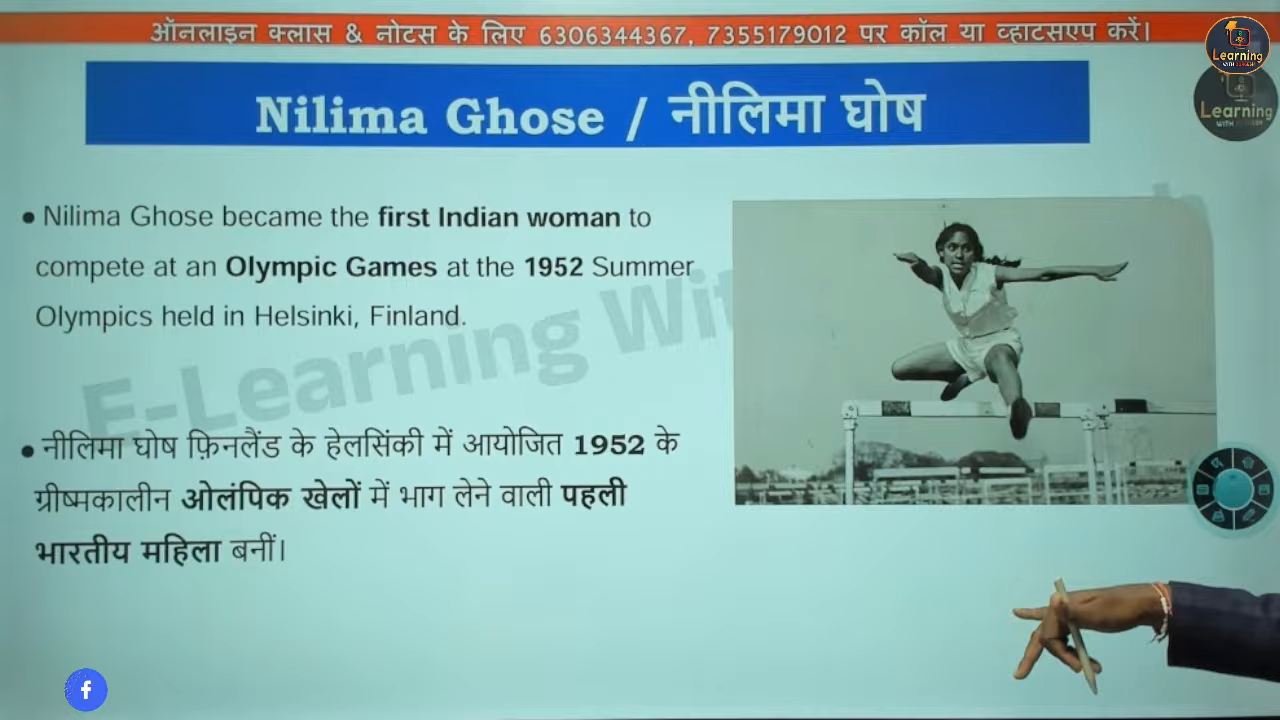 ऑनलाइन क्लास & नोटस के लिए 6306344367, 7355179012 पर कॉल या व्हाटसएप करें।
Learning
Learning
Nilima Ghose / नीलिमा घोष
• Nilima Ghose became the first Indian woman to
compete at an Olympic Games at the 1952 Summer
Olympics held in Helsinki, Finland.
E-Learning Wit
• नीलिमा घोष फ़िनलैंड के हेलसिंकी में आयोजित 1952 के
ग्रीष्मकालीन ओलंपिक खेलों में भाग लेने वाली पहली
भारतीय महिला बनीं।
f